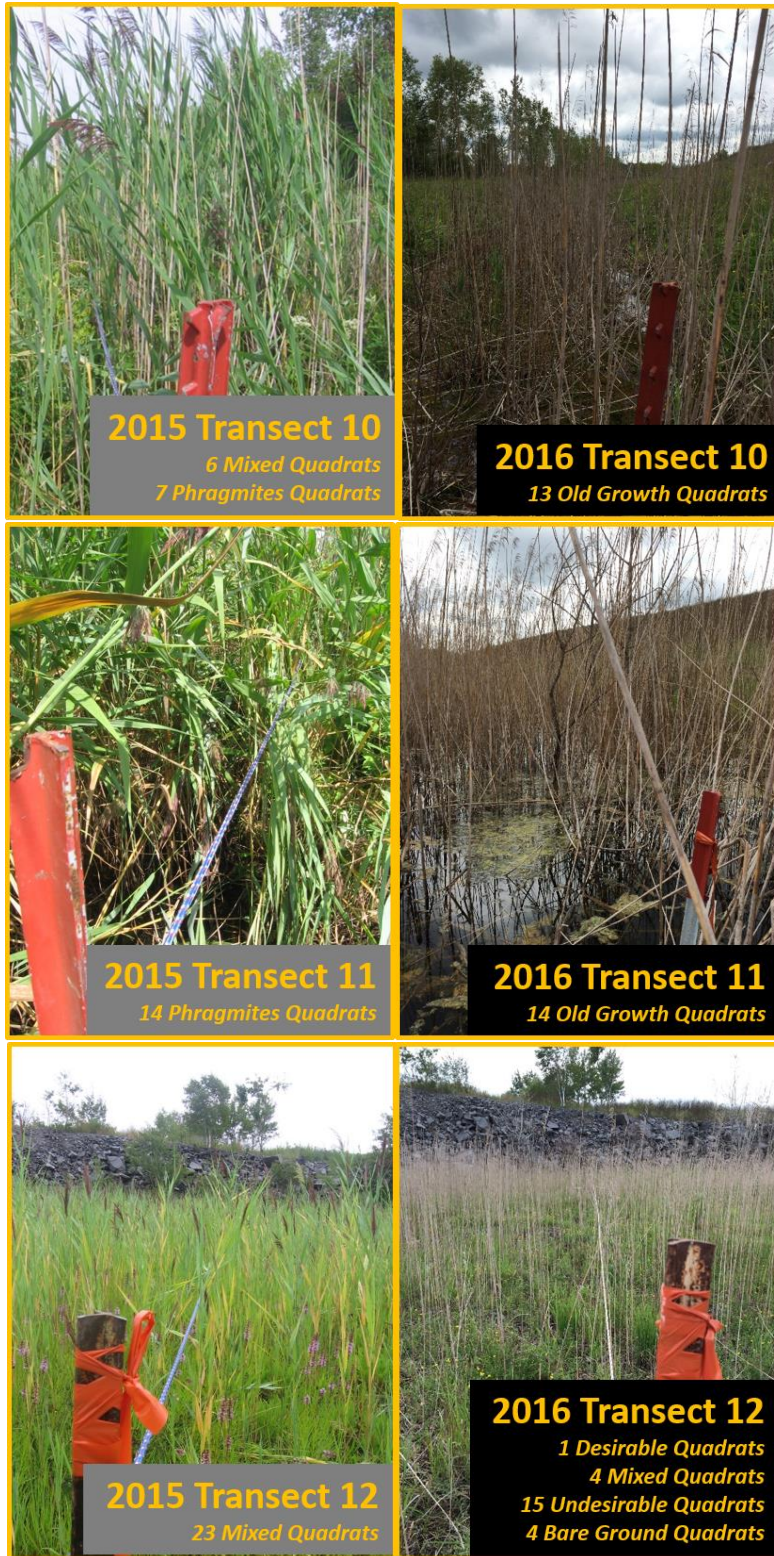 2015 Transect 10
6 Mixed Quadrats
7 Phragmites Quadrats
2016 Transect 10
13 Old Growth Quadrats
2015 Transect 11
14 Phragmites Quadrats
2016 Transect 11
14 Old Growth Quadrats
2015 Transect 12
23 Mixed Quadrats
2016 Transect 12
1 Desirable Quadrats
4 Mixed Quadrats
15 Undesirable Quadrats
4 Bare Ground Quadrats